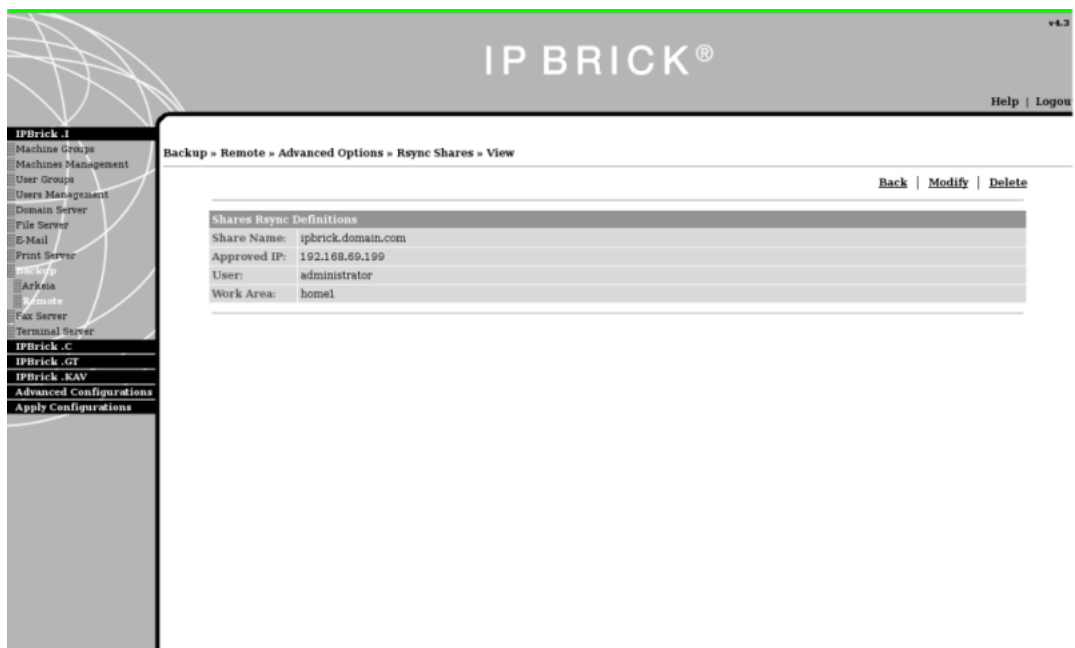 v4.3
IPBRICK®
Help | Logou
IPBrick .I
Machine Groups
Machines Management
User Groups
Users Management
Domain Server
File Server
E-Mail
Print Server
Backup
Arkeia
Remote
Fax Server
Terminal Server
IPBrick .C
IPBrick .GT
IPBrick .KAV
Advanced Configurations
Apply Configurations
Backup » Remote » Advanced Options » Rsync Shares » View
Back | Modify | Delete
Shares Rsync Definitions
Share Name: ipbrick.domain.com
Approved IP: 192.168.69.199
User: administrator
Work Area: home1